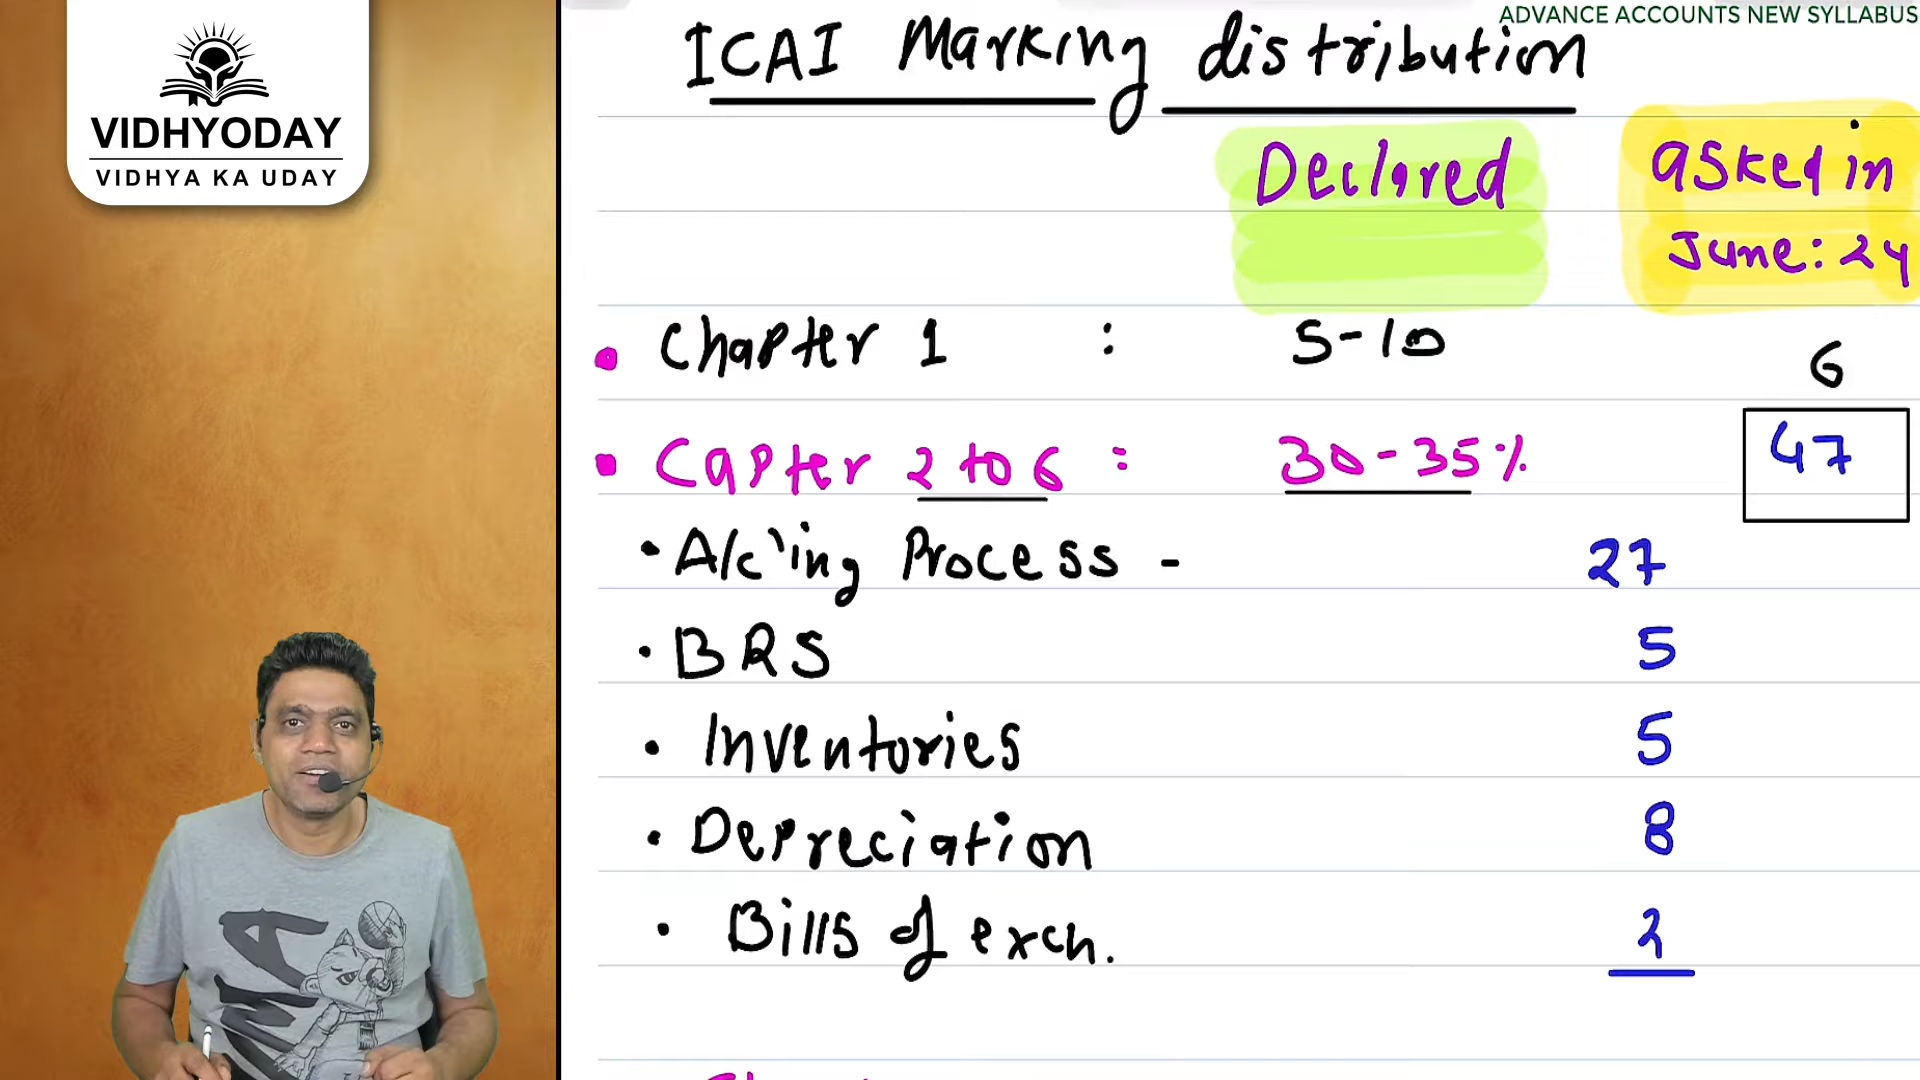 VIDHYODAY
VIDHYA KA UDAY
ADVANCE ACCOUNTS NEW SYLLABUS
ICAI Marking distribution
Declared
asked in
June: 24
• Chapter 1 : 5-10 6
• Capter 2 to 6 : 30-35% 47
• A/c'ing Process - 27
• BRS 5
• Inventories 5
• Depreciation 8
• Bills of exch. 2